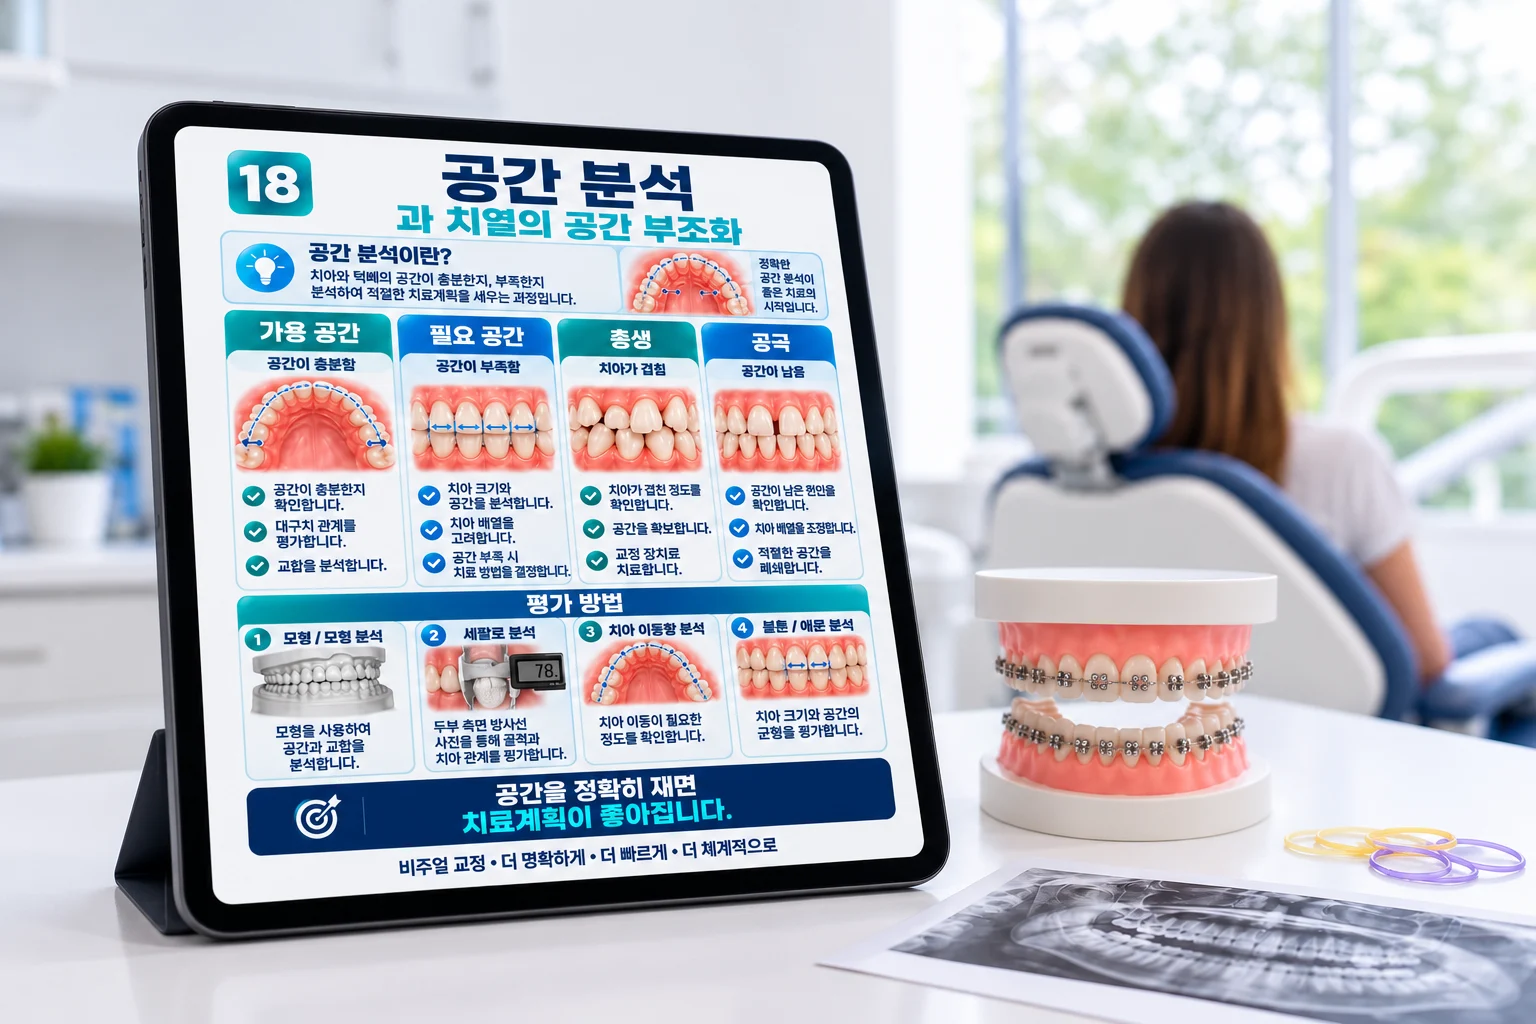 18
공간 분석
과 치열의 공간 부조화
공간 분석이란?
치아와 턱뼈의 공간이 충분한지, 부족한지
분석하여 적절한 치료계획을 세우는 과정입니다.
정확한
공간 분석이
좋은 치료의
시작입니다.
가용 공간
공간이 충분함
공간이 충분한지
확인합니다.
대구치 관계를
평가합니다.
교합을 분석합니다.
필요 공간
공간이 부족함
치아 크기와
공간을 분석합니다.
치아 배열을
고려합니다.
공간 부족 시
치료 방법을 결정합니다.
총생
치아가 겹침
치아가 겹친 정도를
확인합니다.
공간을 확보합니다.
교정 장치료
치료합니다.
공곡
공간이 남음
공간이 남은 원인을
확인합니다.
치아 배열을 조정합니다.
적절한 공간을
폐쇄합니다.
평가 방법
1 모형 / 모형 분석
모형을 사용하여
공간과 교합을
분석합니다.
2 세팔로 분석
78.
두부 측면 방사선
사진을 통해 골적과
치아 관계를 평가합니다.
3 치아 이동항 분석
치아 이동이 필요한
정도를 확인합니다.
4 볼튼 / 애문 분석
치아 크기와 공간의
균형을 평가합니다.
공간을 정확히 재면
치료계획이 좋아집니다.
비주얼 교정 • 더 명확하게 • 더 빠르게 • 더 체계적으로